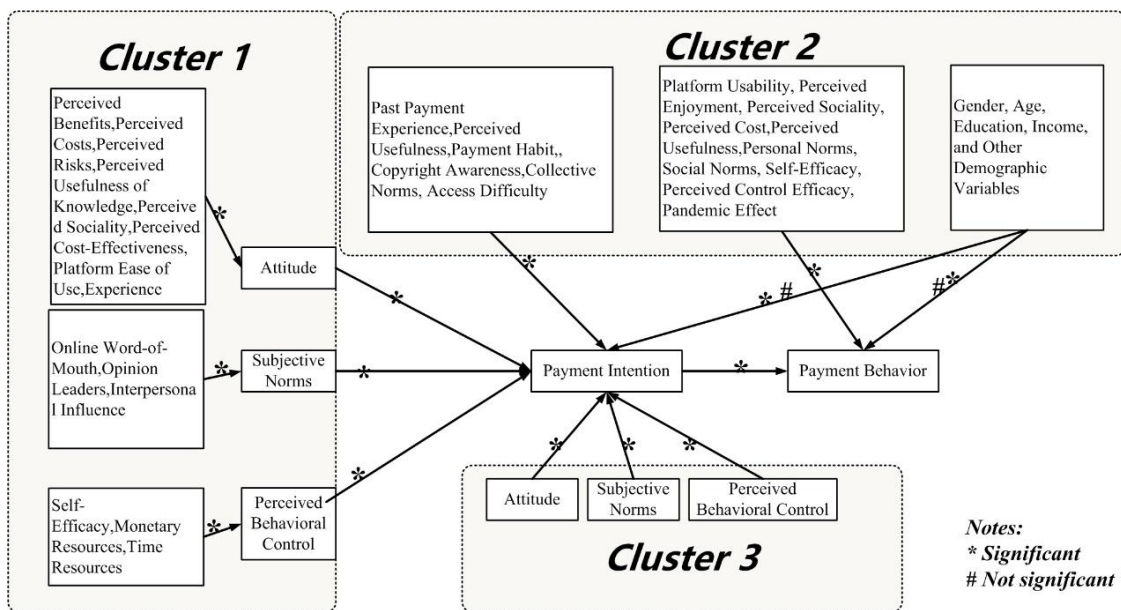 Cluster 1
Perceived
Benefits,Perceived
Costs,Perceived
Risks,Perceived
Usefulness of
Knowledge,Perceive
d Sociality,Perceived
Cost-Effectiveness,
Platform Ease of
Use,Experience
*
Attitude
*
Online Word-of-
Mouth,Opinion
Leaders,Interperson
al Influence
*
Subjective
Norms
*
Self-
Efficacy,Monetary
Resources,Time
Resources
*
Perceived
Behavioral
Control
*
Cluster 2
Past Payment
Experience,Perceived
Usefulness,Payment Habit,,
Copyright Awareness,Collective
Norms, Access Difficulty
*
Platform Usability, Perceived
Enjoyment, Perceived Sociality,
Perceived Cost,Perceived
Usefulness,Personal Norms,
Social Norms, Self-Efficacy,
Perceived Control Efficacy,
Pandemic Effect
*
Gender, Age,
Education, Income,
and Other
Demographic
Variables
* #
#*
Payment Intention
*
Payment Behavior
*
*
*
Attitude
Subjective
Norms
Perceived
Behavioral Control
Cluster 3
Notes:
* Significant
# Not significant